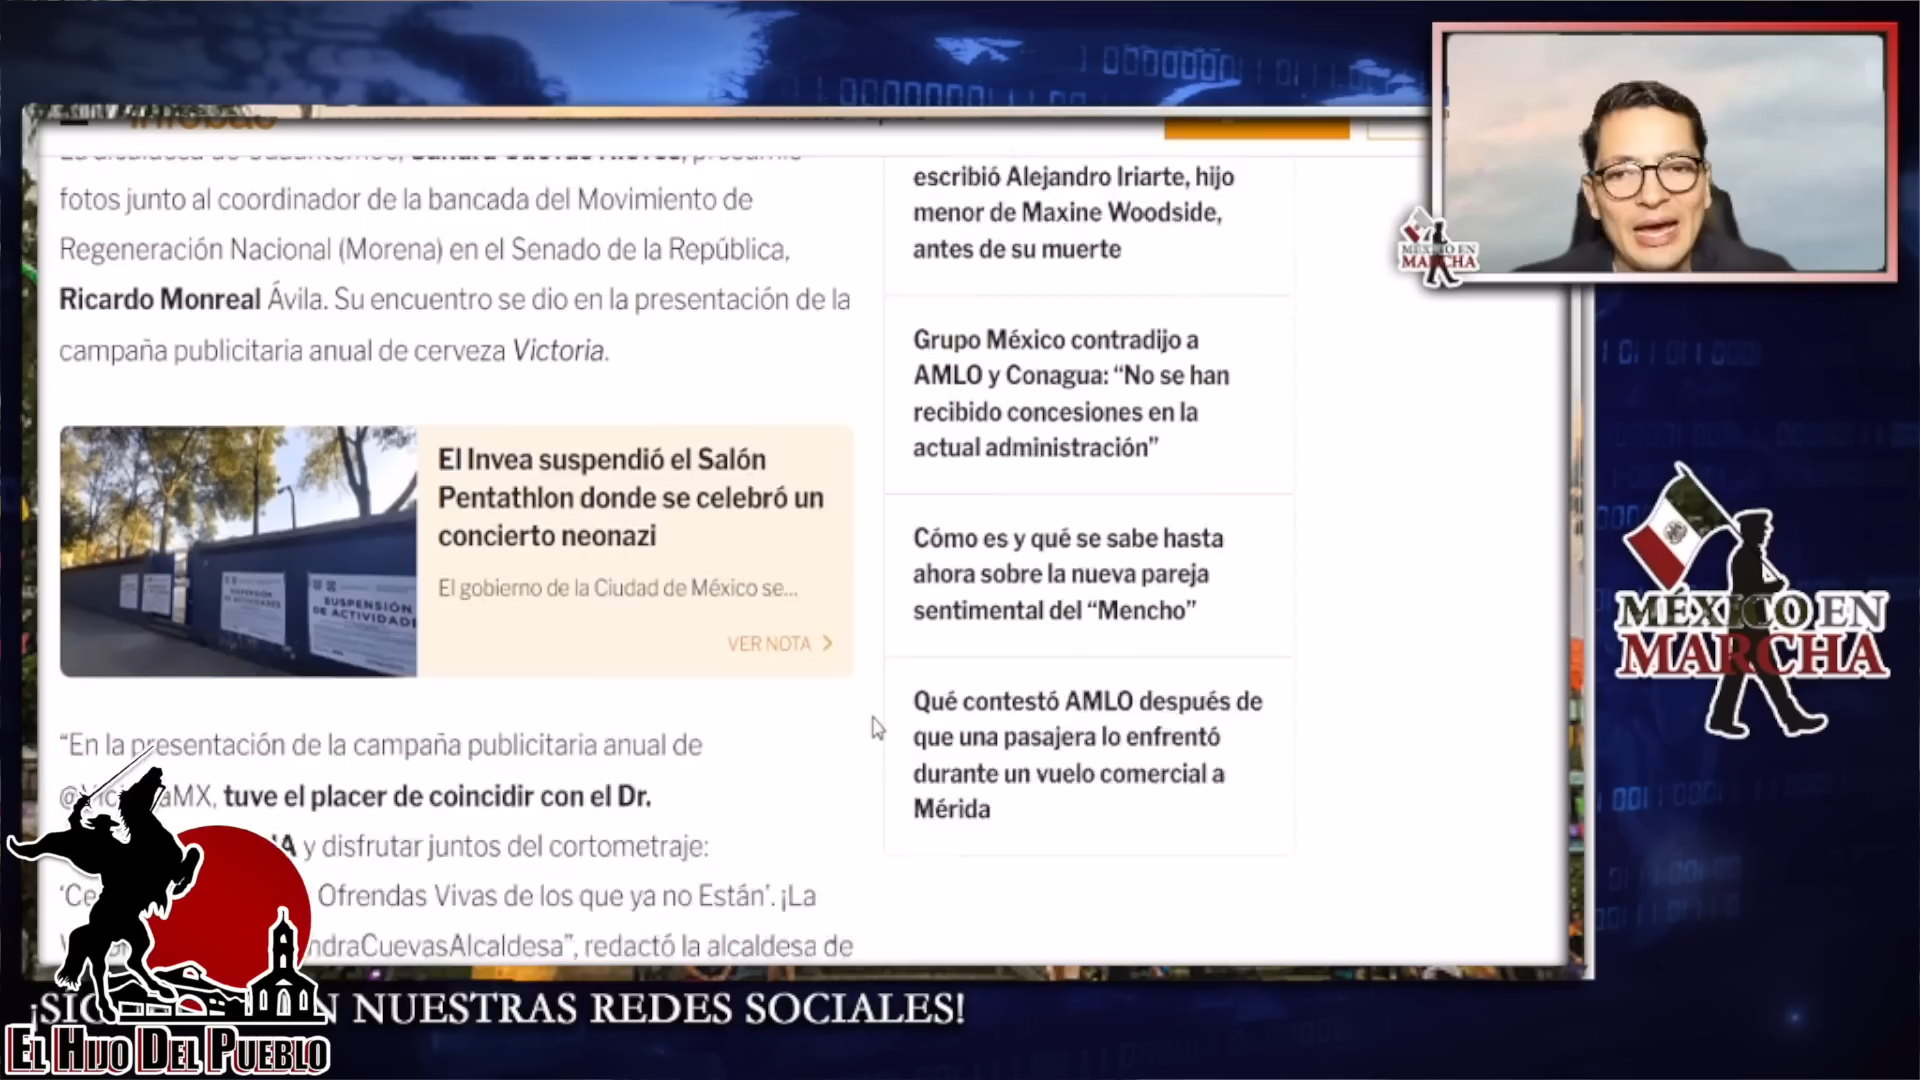 fotos junto al coordinador de la bancada del Movimiento de
Regeneración Nacional (Morena) en el Senado de la República,
Ricardo Monreal Ávila. Su encuentro se dio en la presentación de la
campaña publicitaria anual de cerveza Victoria.
El Invea suspendió el Salón
Pentathlon donde se celebró un
concierto neonazi
El gobierno de la Ciudad de México se...
VER NOTA
SUSPENSIÓN
DE ACTIVIDADES
SUSPENSIÓN
DE ACTIVIDADE
“En la presentación de la campaña publicitaria anual de
tuve el placer de coincidir con el Dr.
y disfrutar juntos del cortometraje:
Ofrendas Vivas de los que ya no Están’. ¡La
ndraCuevasAlcaldesa”, redactó la alcaldesa de
escribió Alejandro Iriarte, hijo
menor de Maxine Woodside,
antes de su muerte
Grupo México contradijo a
AMLO y Conagua: “No se han
recibido concesiones en la
actual administración”
Cómo es y qué se sabe hasta
ahora sobre la nueva pareja
sentimental del “Mencho”
Qué contestó AMLO después de
que una pasajera lo enfrentó
durante un vuelo comercial a
Mérida
MÉXICO EN
MARCHA
MÉXICO EN
MARCHA
N NUESTRAS REDES SOCIALES!
EL HIJO DEL PUEBLO